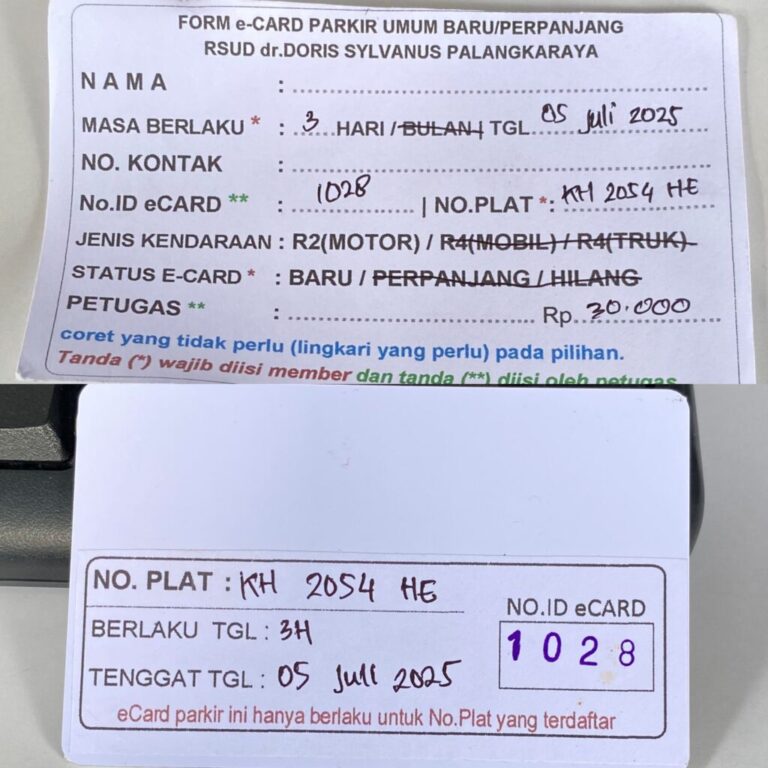 FORM e-CARD PARKIR UMUM BARU/PERPANJANG
RSUD dr.DORIS SYLVANUS PALANGKARAYA
NAMA : ................
MASA BERLAKU * : 3 HARI / BULAN | TGL 05 Juli 2025
NO. KONTAK : ................
No.ID eCARD ** : 1028 | NO.PLAT *: KH 2054 HE
JENIS KENDARAAN : R2(MOTOR) / R4(MOBIL) / R4(TRUK)
STATUS E-CARD * : BARU / PERPANJANG / HILANG
PETUGAS ** : ................ Rp. 30.000
coret yang tidak perlu (lingkari yang perlu) pada pilihan.
Tanda (*) wajib diisi member dan tanda (**) diisi oleh petugas
NO. PLAT : KH 2054 HE
BERLAKU TGL : 3H
TENGGAT TGL : 05 Juli 2025
NO.ID eCARD
1028
eCard parkir ini hanya berlaku untuk No.Plat yang terdaftar